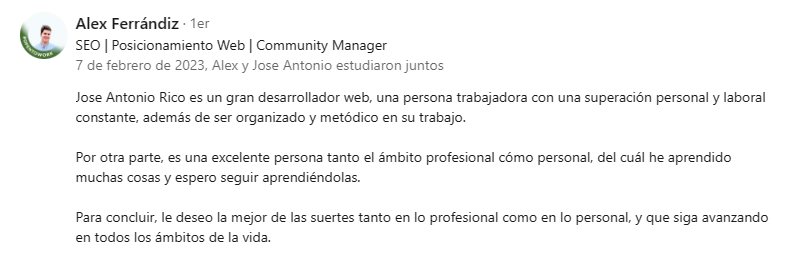 Alex Ferrándiz · 1er
SEO | Posicionamiento Web | Community Manager
7 de febrero de 2023, Alex y Jose Antonio estudiaron juntos
Jose Antonio Rico es un gran desarrollador web, una persona trabajadora con una superación personal y laboral
constante, además de ser organizado y metódico en su trabajo.
Por otra parte, es una excelente persona tanto el ámbito profesional cómo personal, del cuál he aprendido
muchas cosas y espero seguir aprendiéndolas.
Para concluir, le deseo la mejor de las suertes tanto en lo profesional como en lo personal, y que siga avanzando
en todos los ámbitos de la vida.
#OPENTOWORK